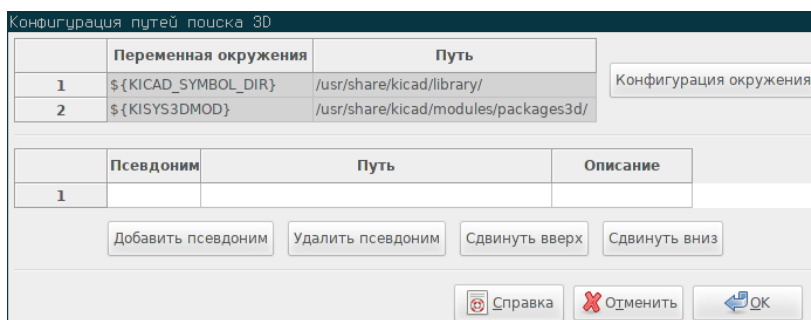 Конфигурация путей поиска 3D
Переменная окружения Путь
1 ${KICAD_SYMBOL_DIR} /usr/share/kicad/library/
2 ${KISYS3DMOD} /usr/share/kicad/modules/packages3d/
Конфигурация окружения
Псевдоним Путь Описание
1
Добавить псевдоним Удалить псевдоним Сдвинуть вверх Сдвинуть вниз
Справка Отменить OK